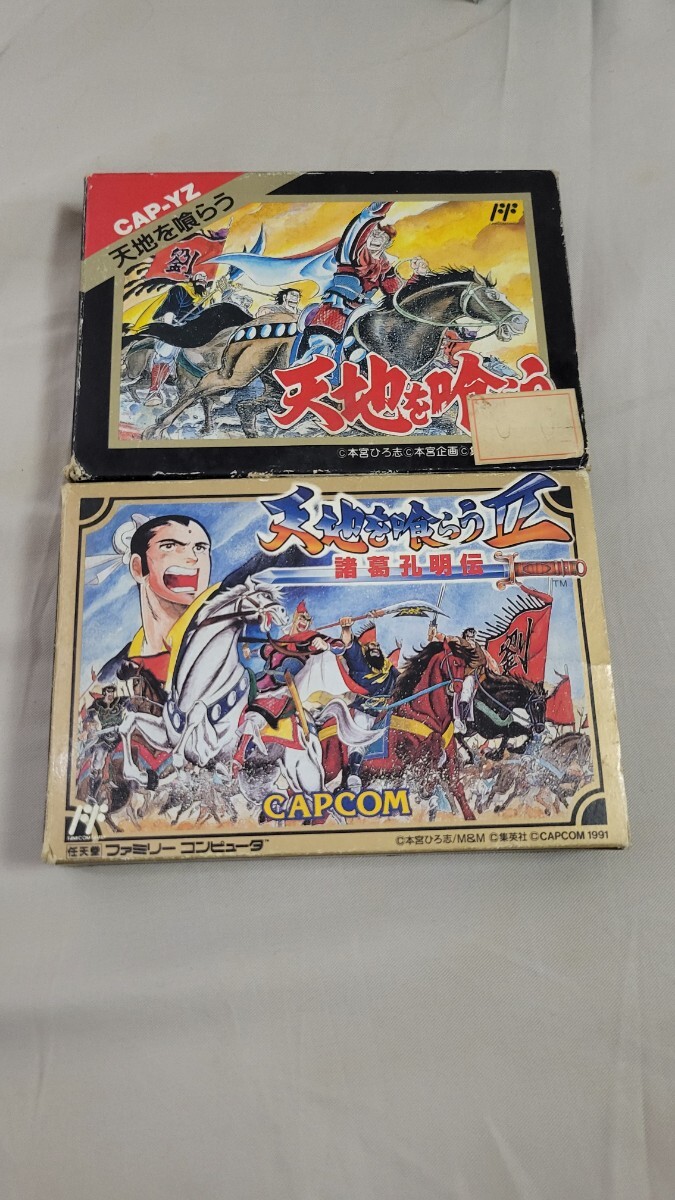 CAP-YZ
天地を喰らう
劉
天地を喰らう
©本宮ひろ志©本宮企画©
天地を喰らうII
諸葛孔明伝
TM
劉
CAPCOM
FAMICOM
任天堂 ファミリーコンピュータ
©本宮ひろ志/M&M ©集英社 ©CAPCOM 1991